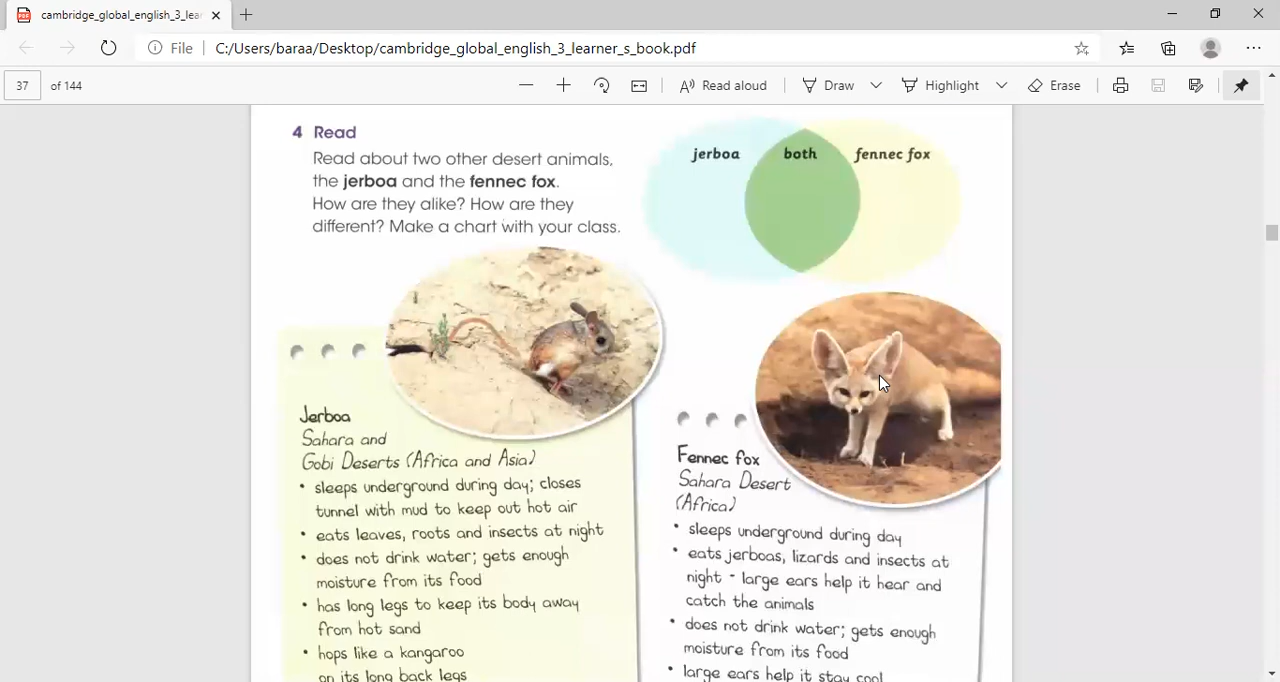 cambridge_global_english_3_lear
File
C:/Users/baraa/Desktop/cambridge_global_english_3_learner_s_book.pdf
37
of 144
Read aloud
Draw
Highlight
Erase
4 Read
Read about two other desert animals,
the jerboa and the fennec fox.
How are they alike? How are they
different? Make a chart with your class.
jerboa
both
fennec fox
Jerboa
Sahara and
Gobi Deserts (Africa and Asia)
• sleeps underground during day; closes
tunnel with mud to keep out hot air
• eats leaves, roots and insects at night
• does not drink water; gets enough
moisture from its food
• has long legs to keep its body away
from hot sand
• hops like a kangaroo
on its long back legs
Fennec fox
Sahara Desert
(Africa)
• sleeps underground during day
• eats jerboas, lizards and insects at
night - large ears help it hear and
catch the animals
• does not drink water; gets enough
moisture from its food
• large ears help it stay cool